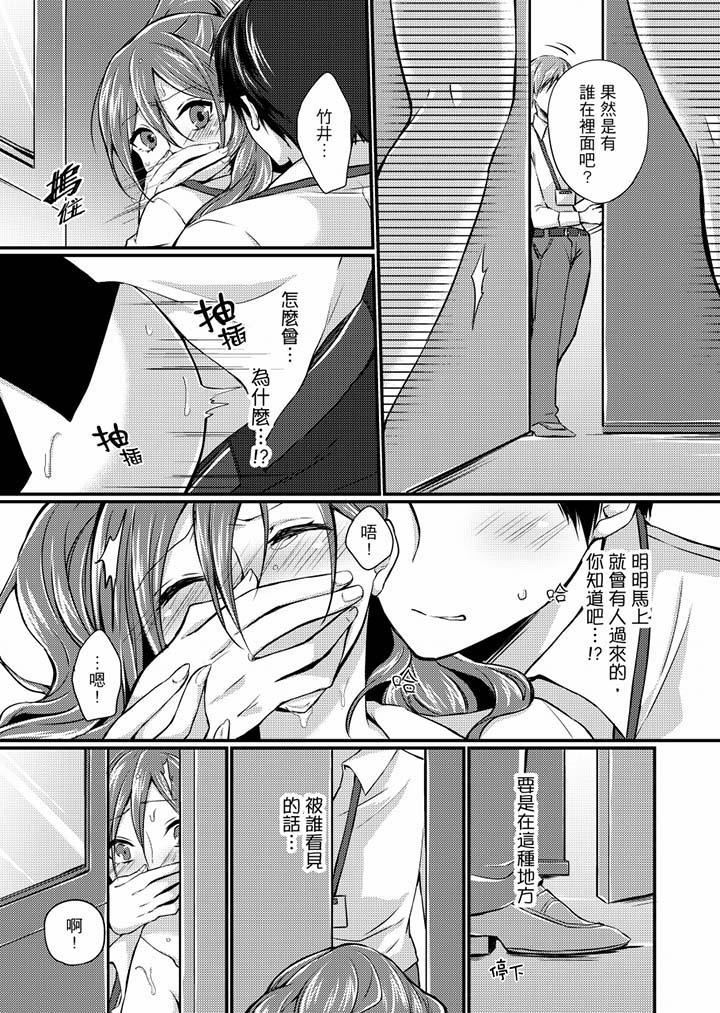 果然是有
誰在裡面吧？
竹井…
摀
住
怎麼會…
為什麼…!?
抽
插
抽
插
明明馬上
就會有人過來的，
你知道吧…!?
唔！
哈
哈
…嗯！
要是在這種地方
停下
被誰看見
的話…
啊！